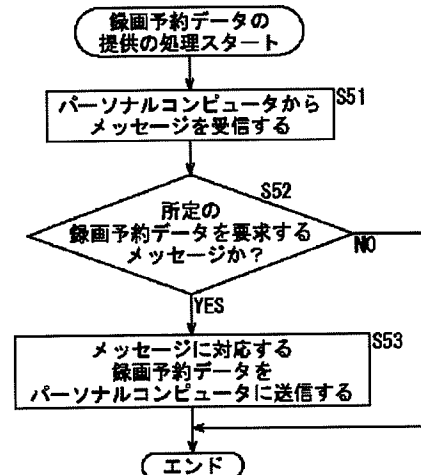 録画予約データの
提供の処理スタート
パーソナルコンピュータから
メッセージを受信する
S51
S52
所定の
録画予約データを要求する
メッセージか？
NO
YES
メッセージに対応する
録画予約データを
パーソナルコンピュータに送信する
S53
エンド